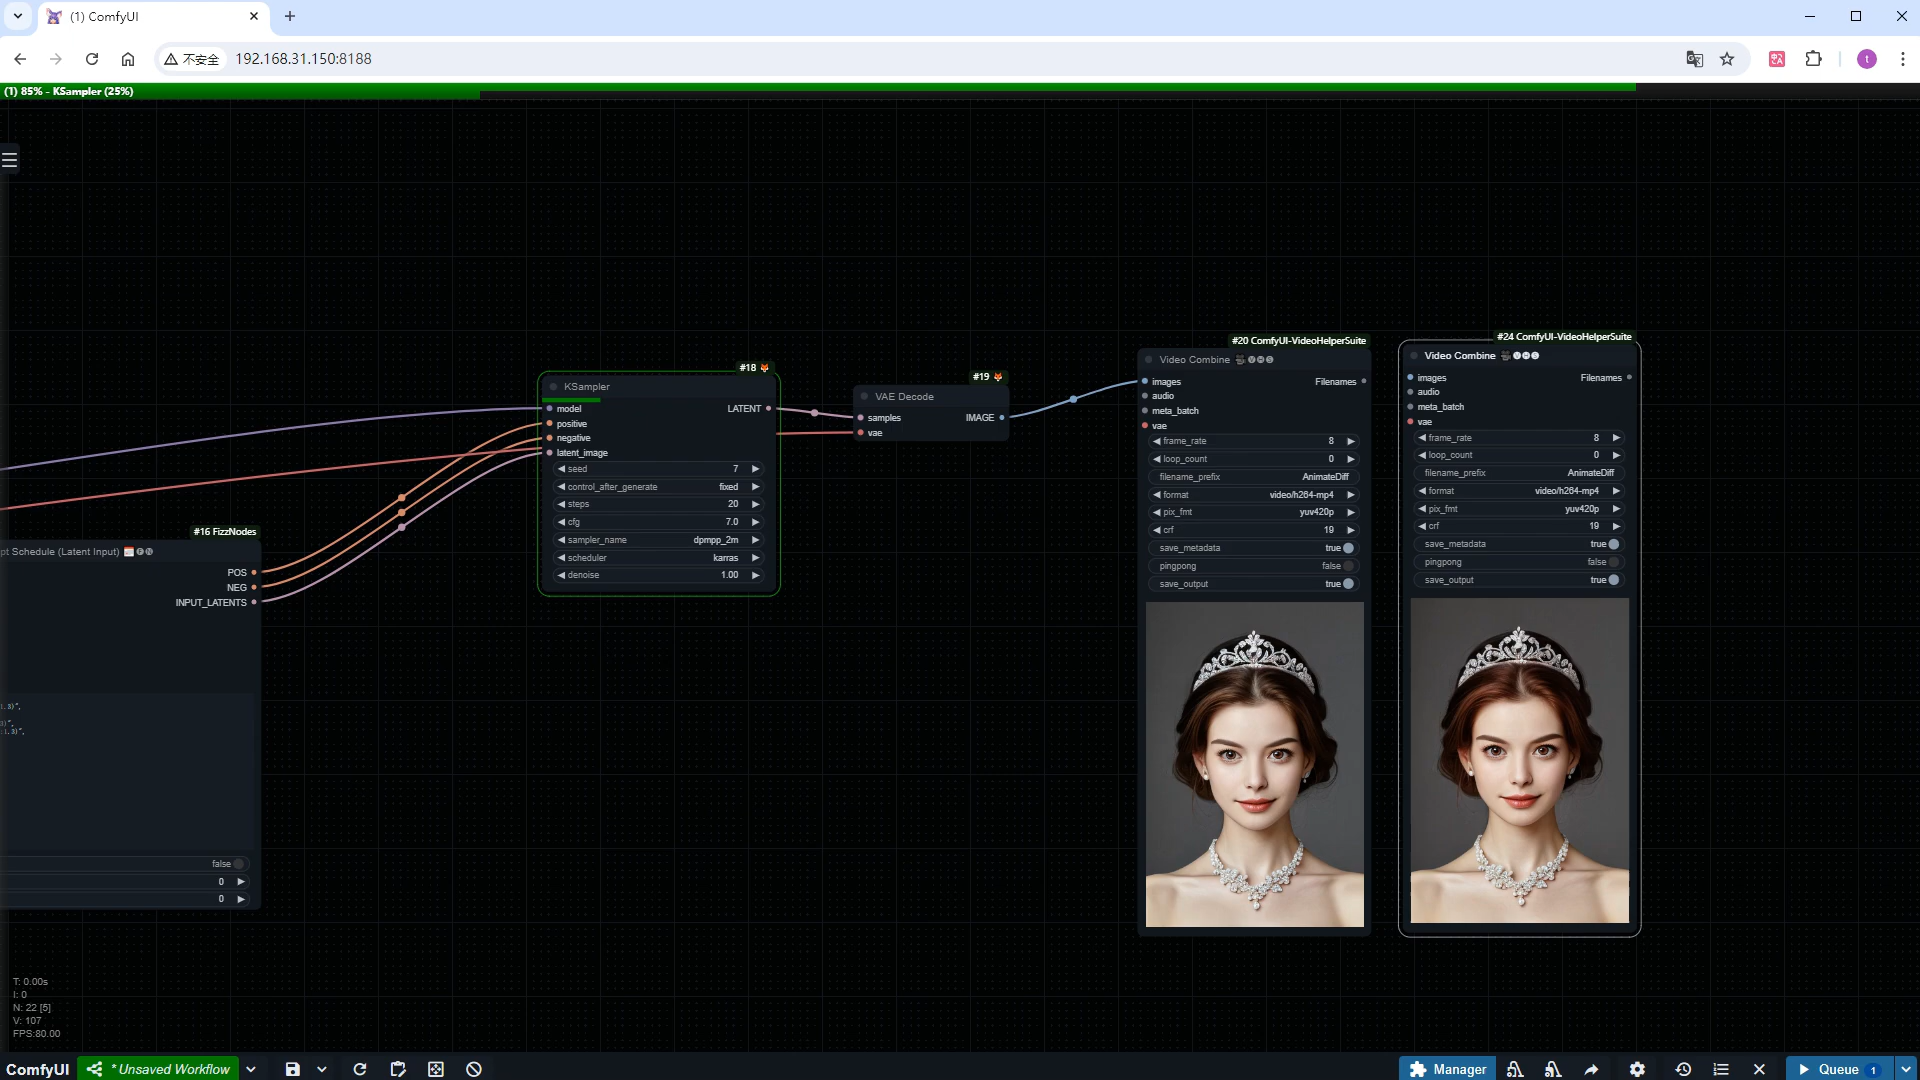 (1) ComfyUI
不安全
192.168.31.150:8188
t
(1) 85% - KSampler (25%)
#16 FizzNodes
pt Schedule (Latent Input)
POS
NEG
INPUT_LATENTS
false
0
0
#18
KSampler
model
LATENT
positive
negative
latent_image
seed 7
control_after_generate fixed
steps 20
cfg 7.0
sampler_name dpmpp_2m
scheduler karras
denoise 1.00
#19
VAE Decode
samples
IMAGE
vae
#20 ComfyUI-VideoHelperSuite
Video Combine
images
Filenames
audio
meta_batch
vae
frame_rate 8
loop_count 0
filename_prefix AnimateDiff
format video/h264-mp4
pix_fmt yuv420p
crf 19
save_metadata true
pingpong false
save_output true
#24 ComfyUI-VideoHelperSuite
Video Combine
images
Filenames
audio
meta_batch
vae
frame_rate 8
loop_count 0
filename_prefix AnimateDiff
format video/h264-mp4
pix_fmt yuv420p
crf 19
save_metadata true
pingpong false
save_output true
T: 0.00s
I: 0
N: 22 [5]
V: 107
FPS:80.00
ComfyUI
*Unsaved Workflow
Manager
Queue 1